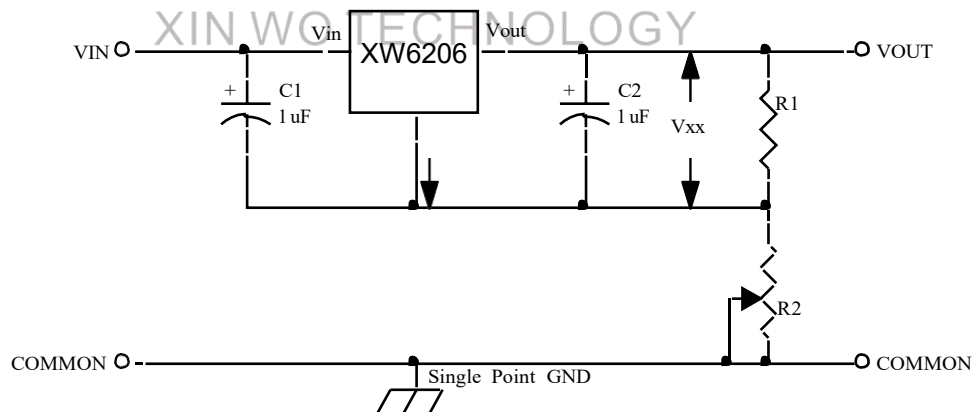 XIN WO TECHNOLOGY
VIN
Vin
XW6206
Vout
VOUT
+
C1
1 uF
+
C2
1 uF
Vxx
R1
R2
COMMON
Single Point GND
COMMON